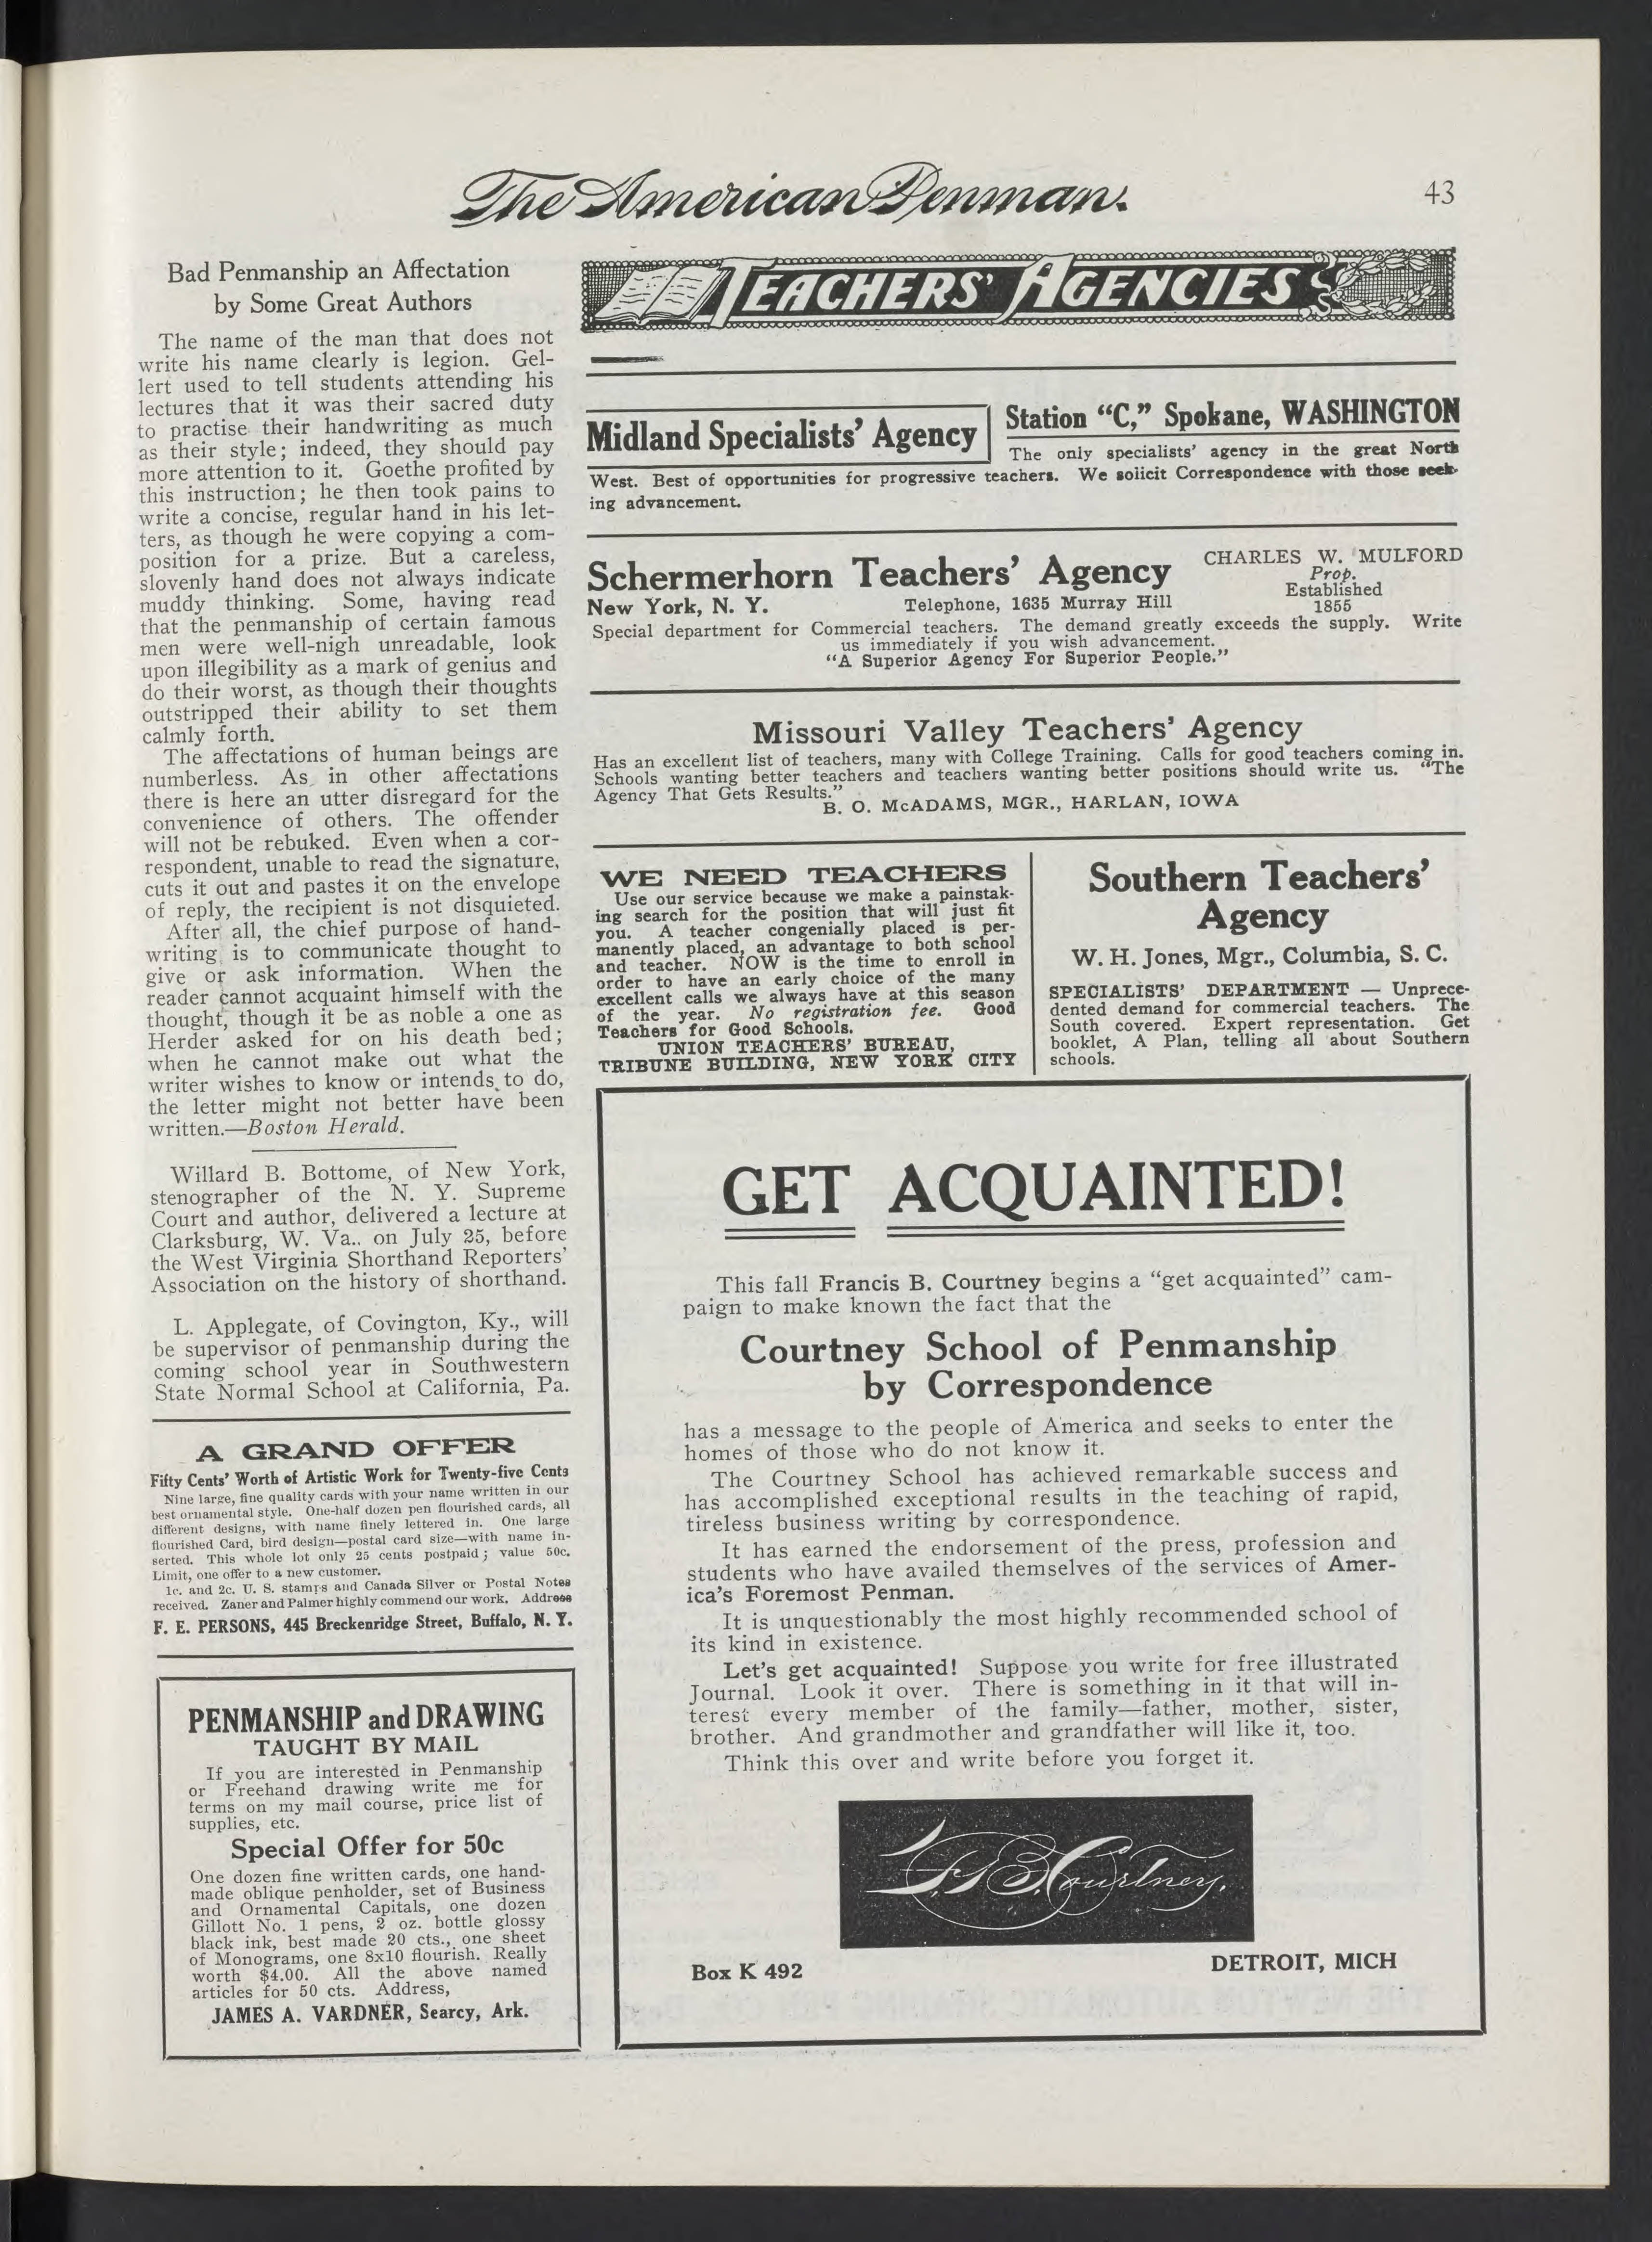 The American Penman.
43
Bad Penmanship an Affectation
by Some Great Authors
The name of the man that does not
write his name clearly is legion. Gel-
lert used to tell students attending his
lectures that it was their sacred duty
to practise their handwriting as much
as their style; indeed, they should pay
more attention to it. Goethe profited by
this instruction; he then took pains to
write a concise, regular hand in his let-
ters, as though he were copying a com-
position for a prize. But a careless,
slovenly hand does not always indicate
muddy thinking. Some, having read
that the penmanship of certain famous
men were well-nigh unreadable, look
upon illegibility as a mark of genius and
do their worst, as though their thoughts
outstripped their ability to set them
calmly forth.
The affectations of human beings are
numberless. As in other affectations
there is here an utter disregard for the
convenience of others. The offender
will not be rebuked. Even when a cor-
respondent, unable to read the signature,
cuts it out and pastes it on the envelope
of reply, the recipient is not disquieted.
After all, the chief purpose of hand-
writing is to communicate thought to
give or ask information. When the
reader cannot acquaint himself with the
thought, though it be as noble a one as
Herder asked for on his death bed;
when he cannot make out what the
writer wishes to know or intends to do,
the letter might not better have been
written.—Boston Herald.
Willard B. Bottome, of New York,
stenographer of the N. Y. Supreme
Court and author, delivered a lecture at
Clarksburg, W. Va.. on July 25, before
the West Virginia Shorthand Reporters'
Association on the history of shorthand.
L. Applegate, of Covington, Ky., will
be supervisor of penmanship during the
coming school year in Southwestern
State Normal School at California, Pa.
A GRAND OFFER
Fifty Cents' Worth of Artistic Work for Twenty-five Cents
Nine large, fine quality cards with your name written in our
best ornamental style. One-half dozen pen flourished cards, all
different designs, with name finely lettered in. One large
flourished Card, bird design—postal card size—with name in-
serted. This whole lot only 25 cents postpaid; value 50c.
Limit, one offer to a new customer.
1c. and 2c. U. S. stamps and Canada Silver or Postal Notes
received. Zaner and Palmer highly commend our work. Address
F. E. PERSONS, 445 Breckenridge Street, Buffalo, N. Y.
PENMANSHIP and DRAWING
TAUGHT BY MAIL
If you are interested in Penmanship
or Freehand drawing write me for
terms on my mail course, price list of
supplies, etc.
Special Offer for 50c
One dozen fine written cards, one hand-
made oblique penholder, set of Business
and Ornamental Capitals, one dozen
Gillott No. 1 pens, 2 oz. bottle glossy
black ink, best made 20 cts., one sheet
of Monograms, one 8x10 flourish. Really
worth $4.00. All the above named
articles for 50 cts. Address,
JAMES A. VARDNER, Searcy, Ark.
TEACHERS' AGENCIES
Midland Specialists' Agency
Station "C," Spokane, WASHINGTON
The only specialists' agency in the great North
West. Best of opportunities for progressive teachers. We solicit Correspondence with those seek-
ing advancement.
Schermerhorn Teachers' Agency
CHARLES W. MULFORD
Prop.
Established
1855
New York, N. Y. Telephone, 1635 Murray Hill
Special department for Commercial teachers. The demand greatly exceeds the supply. Write
us immediately if you wish advancement.
"A Superior Agency For Superior People."
Missouri Valley Teachers' Agency
Has an excellent list of teachers, many with College Training. Calls for good teachers coming in.
Schools wanting better teachers and teachers wanting better positions should write us. "The
Agency That Gets Results."
B. O. McADAMS, MGR., HARLAN, IOWA
WE NEED TEACHERS
Use our service because we make a painstak-
ing search for the position that will just fit
you. A teacher congenially placed is per-
manently placed, an advantage to both school
and teacher. NOW is the time to enroll in
order to have an early choice of the many
excellent calls we always have at this season
of the year. No registration fee. Good
Teachers for Good Schools.
UNION TEACHERS' BUREAU,
TRIBUNE BUILDING, NEW YORK CITY
Southern Teachers'
Agency
W. H. Jones, Mgr., Columbia, S. C.
SPECIALISTS' DEPARTMENT — Unprece-
dented demand for commercial teachers. The
South covered. Expert representation. Get
booklet, A Plan, telling all about Southern
schools.
GET ACQUAINTED!
This fall Francis B. Courtney begins a "get acquainted" cam-
paign to make known the fact that the
Courtney School of Penmanship
by Correspondence
has a message to the people of America and seeks to enter the
homes of those who do not know it.
The Courtney School has achieved remarkable success and
has accomplished exceptional results in the teaching of rapid,
tireless business writing by correspondence.
It has earned the endorsement of the press, profession and
students who have availed themselves of the services of Amer-
ica's Foremost Penman.
It is unquestionably the most highly recommended school of
its kind in existence.
Let's get acquainted! Suppose you write for free illustrated
Journal. Look it over. There is something in it that will in-
terest every member of the family—father, mother, sister,
brother. And grandmother and grandfather will like it, too.
Think this over and write before you forget it.
F. B. Courtney.
Box K 492
DETROIT, MICH